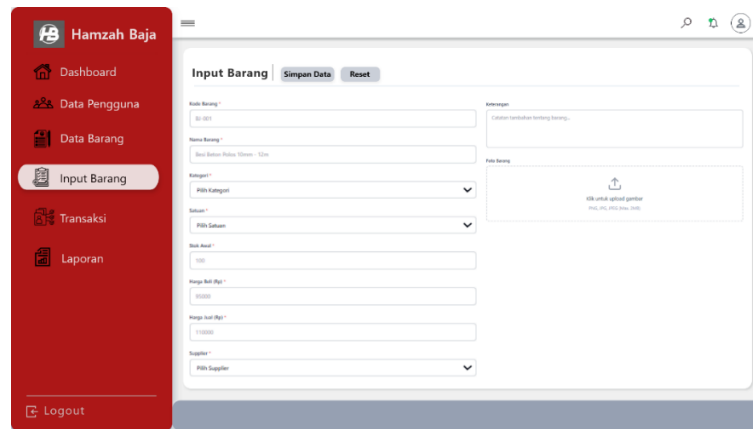 HB Hamzah Baja
Dashboard
Data Pengguna
Data Barang
Input Barang
Transaksi
Laporan
Logout
Input Barang
Simpan Data
Reset
Kode Barang *
BJ-001
Nama Barang *
Besi Beton Polos 10mm - 12m
Kategori *
Pilih Kategori
Satuan *
Pilih Satuan
Stok Awal *
100
Harga Beli (Rp) *
95000
Harga Jual (Rp) *
110000
Supplier *
Pilih Supplier
Keterangan
Catatan tambahan tentang barang...
Foto Barang
Klik untuk upload gambar
PNG, JPG, JPEG (Max. 2MB)